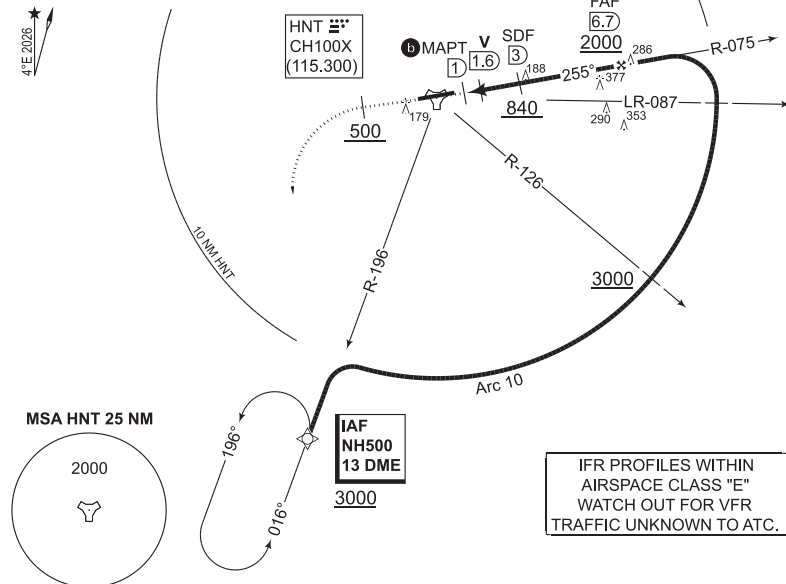 4°E 2026
HNT
CH100X
(115.300)
b MAPT
1
V
1.6
SDF
3
FAF
6.7
2000
286
R-075
188
255°
377
LR-087
840
290
353
500
179
R-126
10 NM HNT
R-196
3000
Arc 10
MSA HNT 25 NM
2000
196°
016°
IAF
NH500
13 DME
3000
IFR PROFILES WITHIN
AIRSPACE CLASS "E"
WATCH OUT FOR VFR
TRAFFIC UNKNOWN TO ATC.